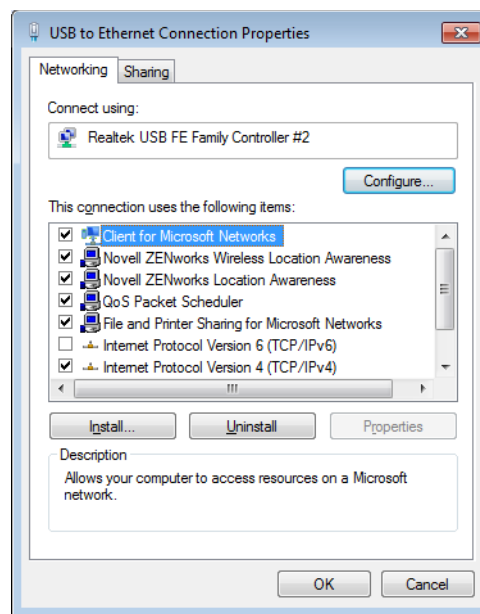 USB to Ethernet Connection Properties
Networking
Sharing
Connect using:
Realtek USB FE Family Controller #2
Configure...
This connection uses the following items:
Client for Microsoft Networks
Novell ZENworks Wireless Location Awareness
Novell ZENworks Location Awareness
QoS Packet Scheduler
File and Printer Sharing for Microsoft Networks
Internet Protocol Version 6 (TCP/IPv6)
Internet Protocol Version 4 (TCP/IPv4)
Install...
Uninstall
Properties
Description
Allows your computer to access resources on a Microsoft
network.
OK
Cancel